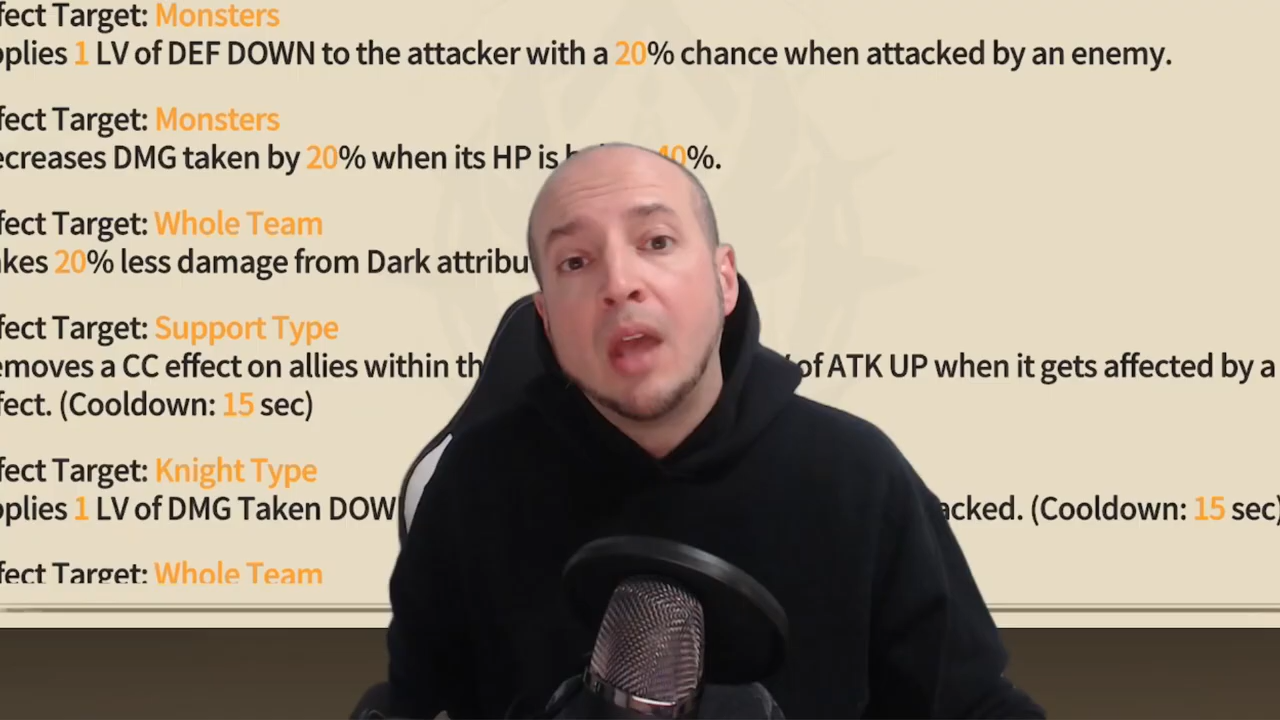 fect Target: Monsters
plies 1 LV of DEF DOWN to the attacker with a 20% chance when attacked by an enemy.
fect Target: Monsters
ecreases DMG taken by 20% when its HP is 40%.
fect Target: Whole Team
kes 20% less damage from Dark attribu
fect Target: Support Type
emoves a CC effect on allies within th of ATK UP when it gets affected by a
fect. (Cooldown: 15 sec)
fect Target: Knight Type
plies 1 LV of DMG Taken DOW acked. (Cooldown: 15 sec)
fect Target: Whole Team